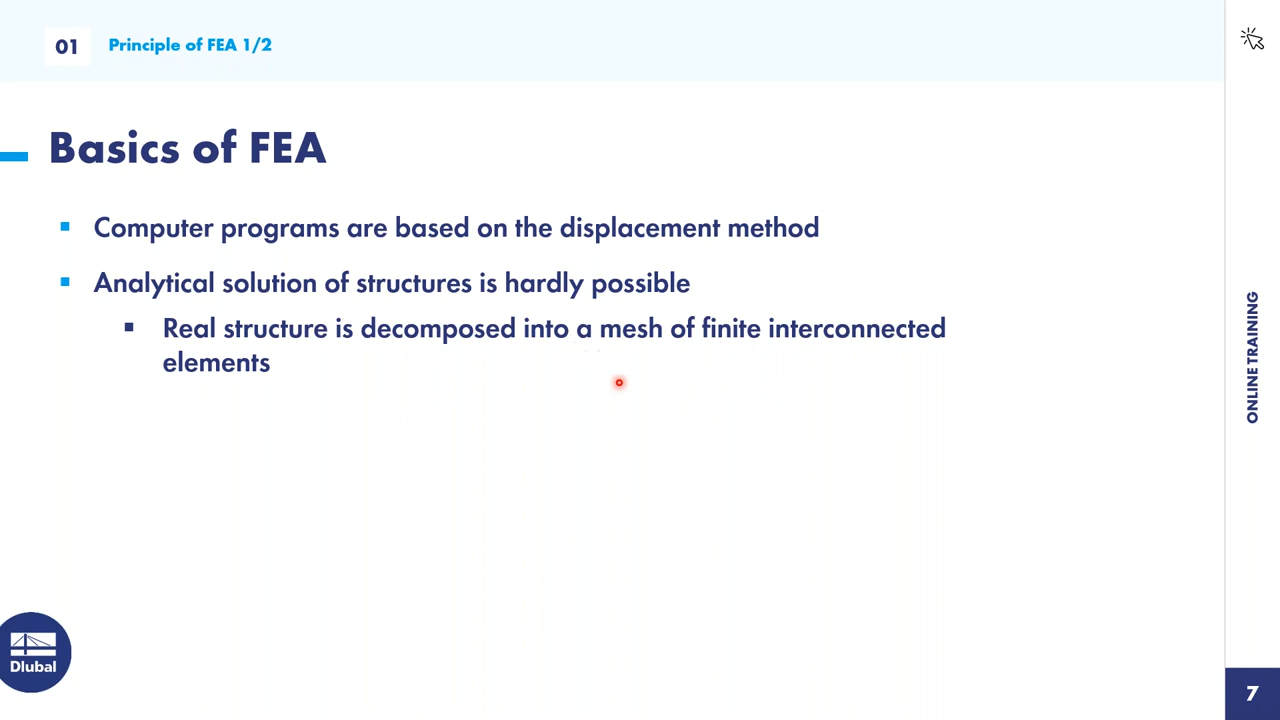 01
Principle of FEA 1/2
Basics of FEA
Computer programs are based on the displacement method
Analytical solution of structures is hardly possible
Real structure is decomposed into a mesh of finite interconnected
elements
ONLINE TRAINING
Dlubal
7